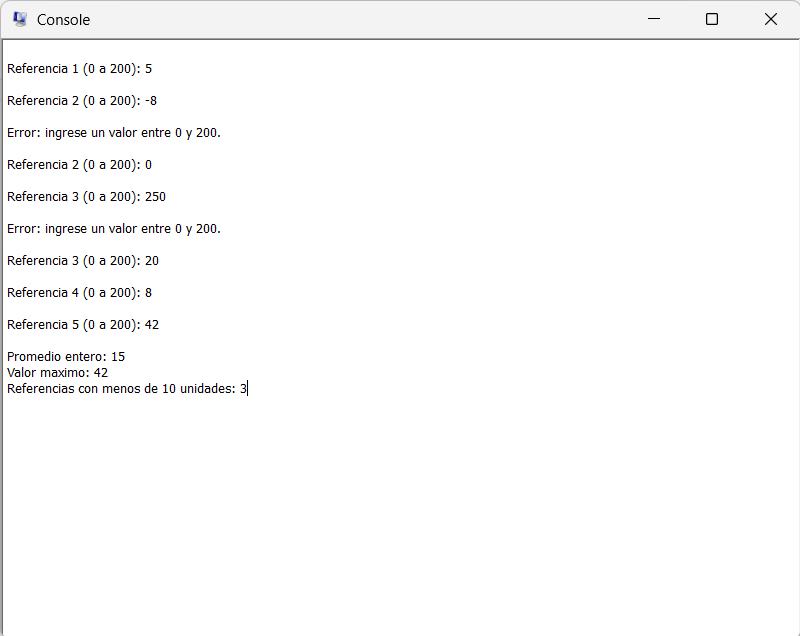 Console
Referencia 1 (0 a 200): 5
Referencia 2 (0 a 200): -8
Error: ingrese un valor entre 0 y 200.
Referencia 2 (0 a 200): 0
Referencia 3 (0 a 200): 250
Error: ingrese un valor entre 0 y 200.
Referencia 3 (0 a 200): 20
Referencia 4 (0 a 200): 8
Referencia 5 (0 a 200): 42
Promedio entero: 15
Valor maximo: 42
Referencias con menos de 10 unidades: 3